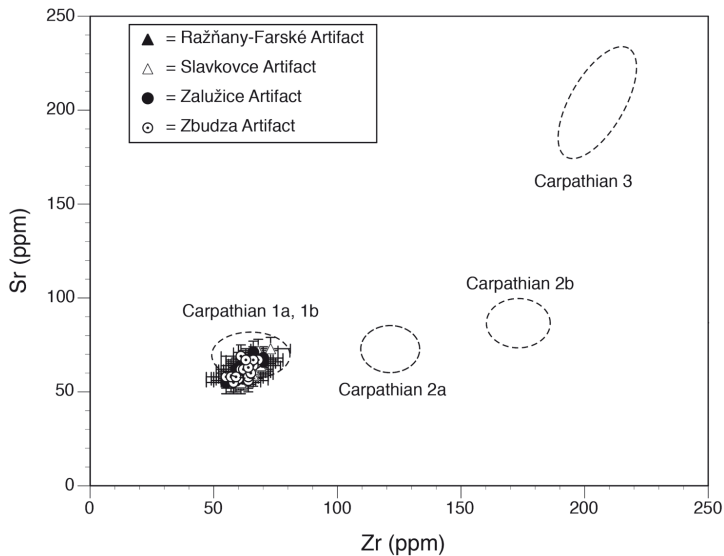 250
200
150
100
50
0
Sr (ppm)
= Ražňany-Farské Artifact
= Slavkovce Artifact
= Zalužice Artifact
= Zbudza Artifact
Carpathian 3
Carpathian 2b
Carpathian 1a, 1b
Carpathian 2a
0 50 100 150 200 250
Zr (ppm)